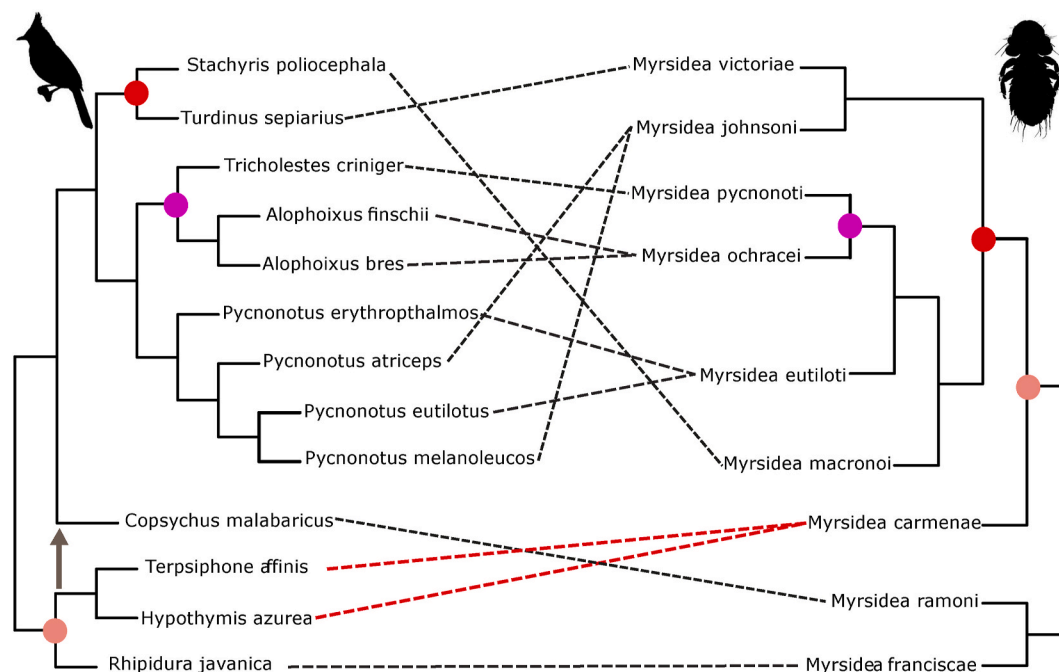 Stachyris poliocephala
Turdinus sepiarius
Tricholestes criniger
Alophoixus finschii
Alophoixus bres
Pycnonotus erythropthalmos
Pycnonotus atriceps
Pycnonotus eutilotus
Pycnonotus melanoleucos
Copsychus malabaricus
Terpsiphone affinis
Hypothymis azurea
Rhipidura javanica
Myrsidea victoriae
Myrsidea johnsoni
Myrsidea pycnonoti
Myrsidea ochracei
Myrsidea eutiloti
Myrsidea macronoi
Myrsidea carmenae
Myrsidea ramoni
Myrsidea franciscae